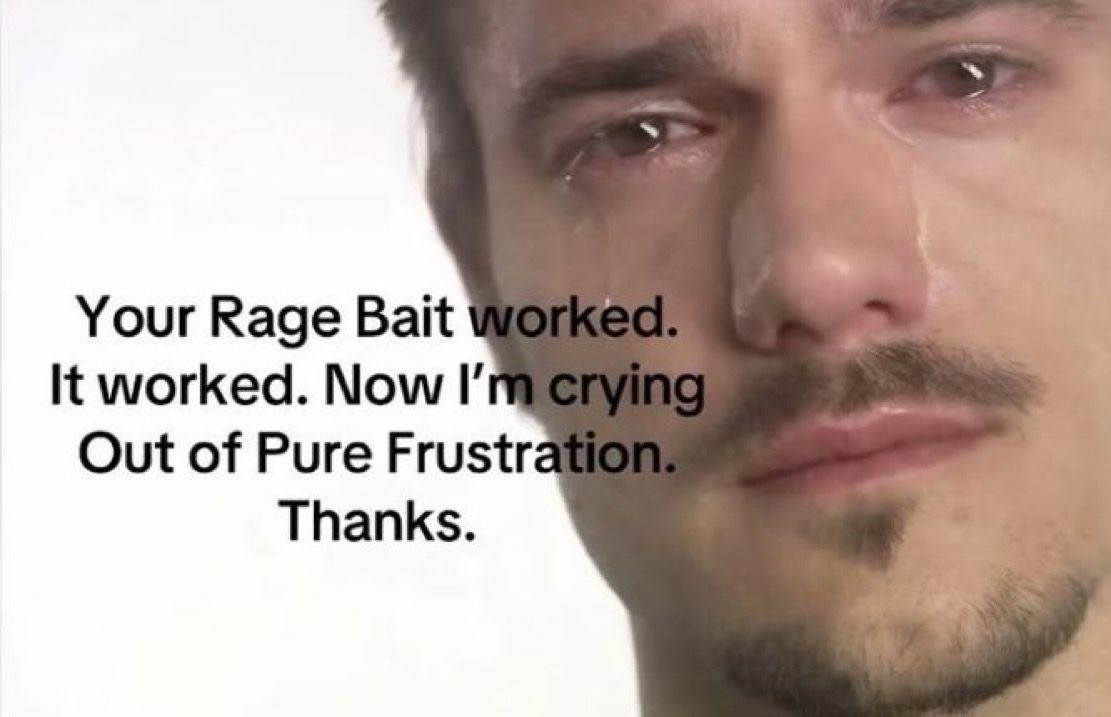 Your Rage Bait worked.
It worked. Now I’m crying
Out of Pure Frustration.
Thanks.